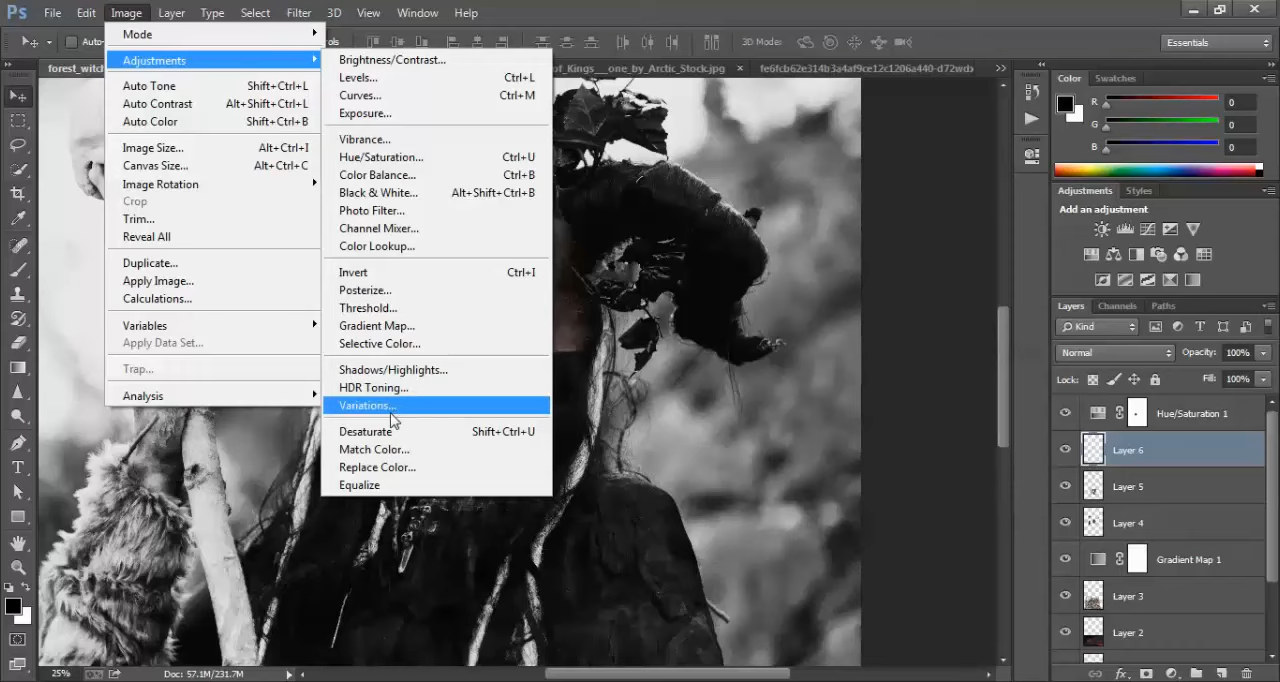 Ps File Edit Image Layer Type Select Filter 3D View Window Help
Auto- 3D Mode: Essentials
forest_witch of_Kings___one_by_Arctic_Stock.jpg × fe6fcb62e314b3a4af9ce12c1206a440-d72wdx
Mode
Adjustments
Auto Tone Shift+Ctrl+L
Auto Contrast Alt+Shift+Ctrl+L
Auto Color Shift+Ctrl+B
Image Size... Alt+Ctrl+I
Canvas Size... Alt+Ctrl+C
Image Rotation
Crop
Trim...
Reveal All
Duplicate...
Apply Image...
Calculations...
Variables
Apply Data Set...
Trap...
Analysis
Brightness/Contrast...
Levels... Ctrl+L
Curves... Ctrl+M
Exposure...
Vibrance...
Hue/Saturation... Ctrl+U
Color Balance... Ctrl+B
Black & White... Alt+Shift+Ctrl+B
Photo Filter...
Channel Mixer...
Color Lookup...
Invert Ctrl+I
Posterize...
Threshold...
Gradient Map...
Selective Color...
Shadows/Highlights...
HDR Toning...
Variations...
Desaturate Shift+Ctrl+U
Match Color...
Replace Color...
Equalize
Color Swatches
R 0
G 0
B 0
Adjustments Styles
Add an adjustment
Layers Channels Paths
Kind
Normal Opacity: 100%
Lock: Fill: 100%
Hue/Saturation 1
Layer 6
Layer 5
Layer 4
Gradient Map 1
Layer 3
Layer 2
25% Doc: 57.1M/231.7M